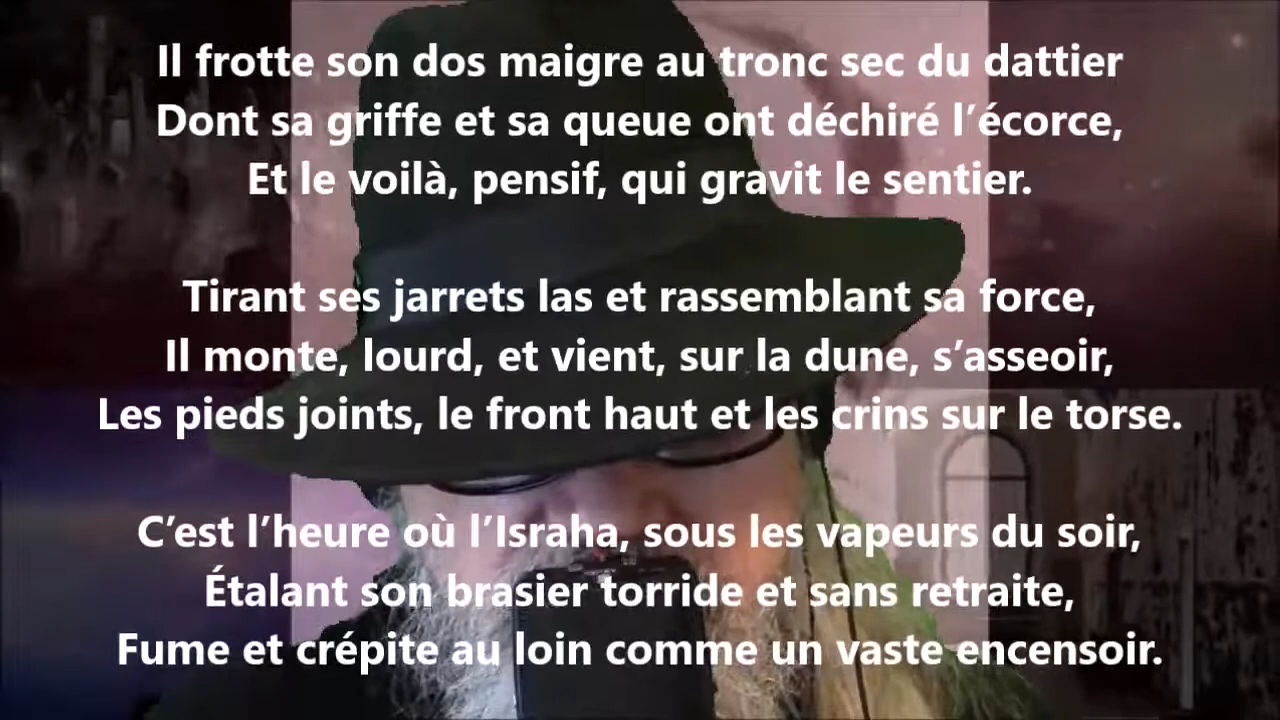 Il frotte son dos maigre au tronc sec du dattier
Dont sa griffe et sa queue ont déchiré l’écorce,
Et le voilà, pensif, qui gravit le sentier.
Tirant ses jarrets las et rassemblant sa force,
Il monte, lourd, et vient, sur la dune, s’asseoir,
Les pieds joints, le front haut et les crins sur le torse.
C’est l’heure où l’Israha, sous les vapeurs du soir,
Étalant son brasier torride et sans retraite,
Fume et crépite au loin comme un vaste encensoir.